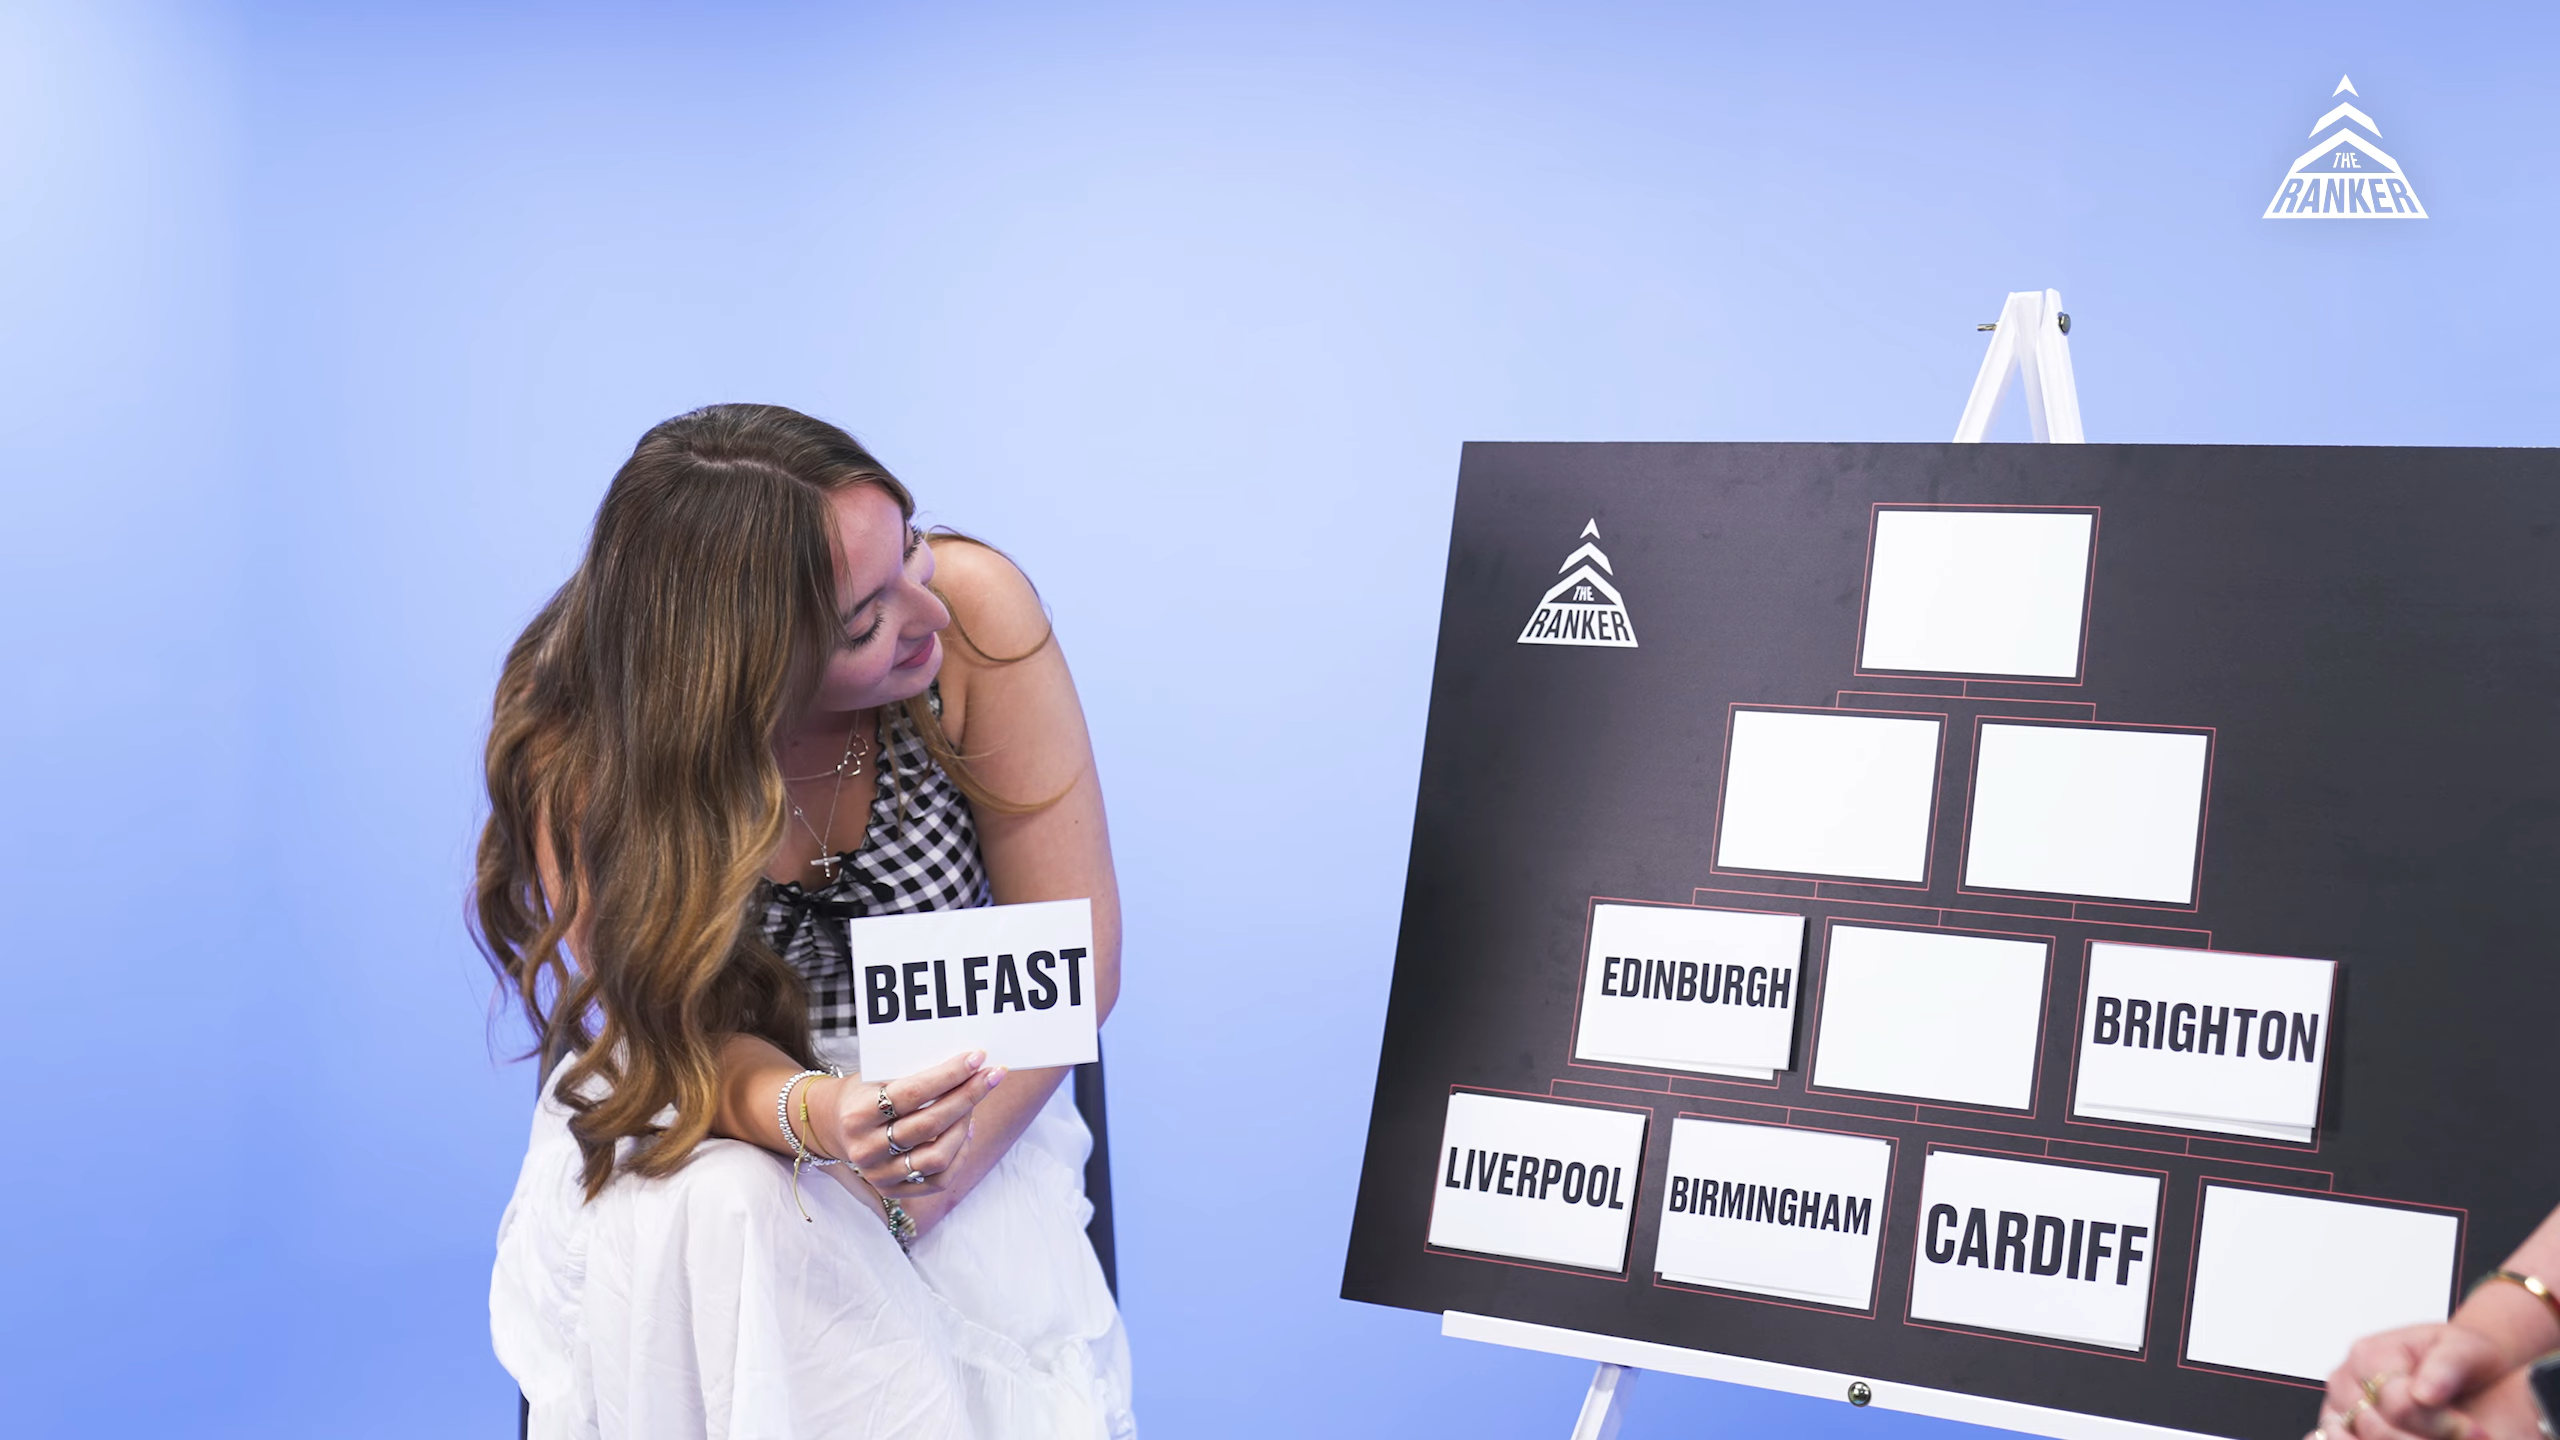 THE
RANKER
THE
RANKER
BELFAST
EDINBURGH
BRIGHTON
LIVERPOOL
BIRMINGHAM
CARDIFF